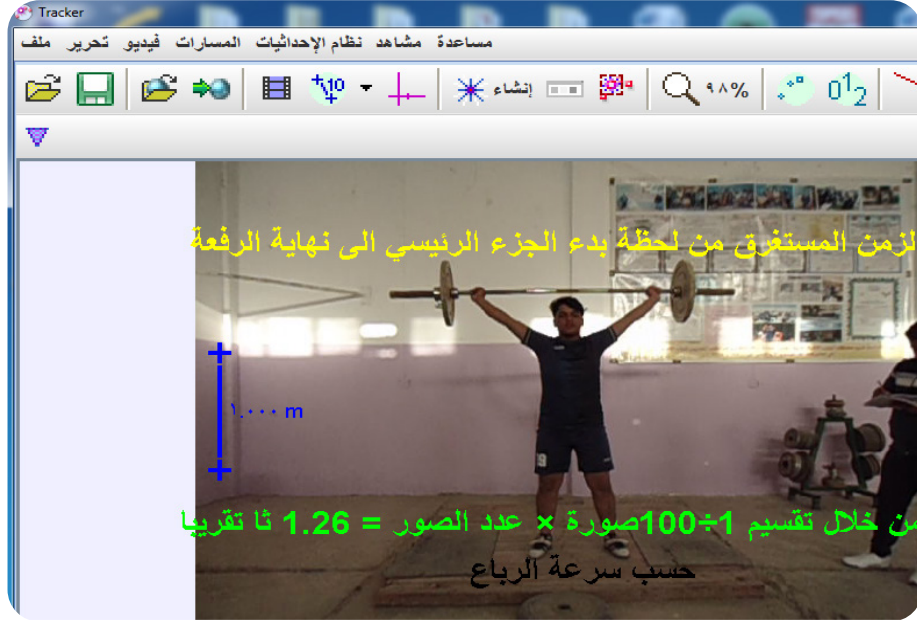 Tracker
ملف تحرير فيديو المسارات نظام الإحداثيات مشاهد مساعدة
إنشاء ٩٨%
لزمن المستغرق من لحظة بدء الجزء الرئيسي الى نهاية الرفعة
١.٠٠٠ m
من خلال تقسيم 1÷100صورة × عدد الصور = 1.26 ثا تقريبا
حسب سرعة الرباع